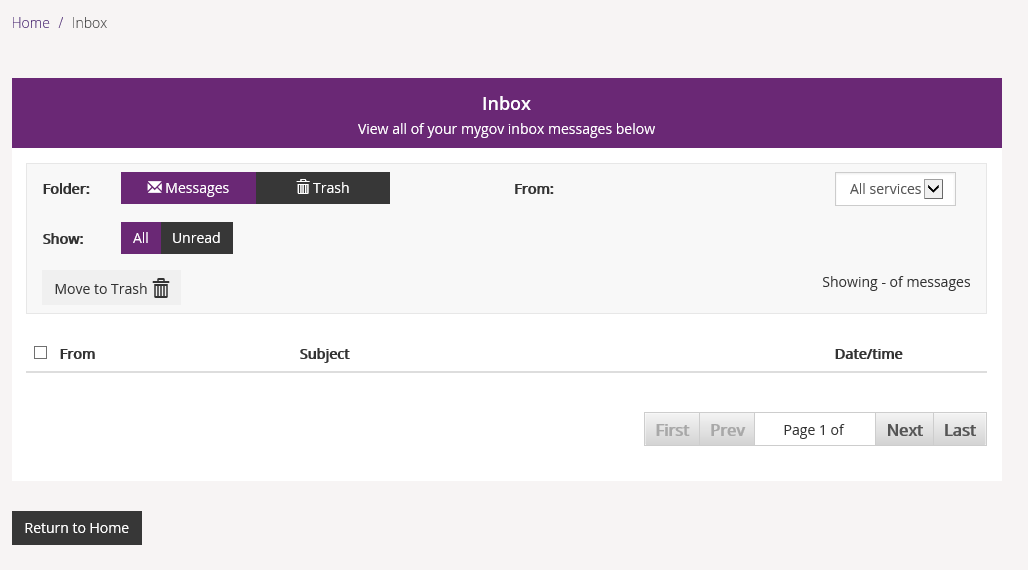 Home / Inbox
Inbox
View all of your mygov inbox messages below
Folder: Messages Trash From: All services
Show: All Unread
Move to Trash Showing - of messages
From Subject Date/time
First Prev Page 1 of Next Last
Return to Home